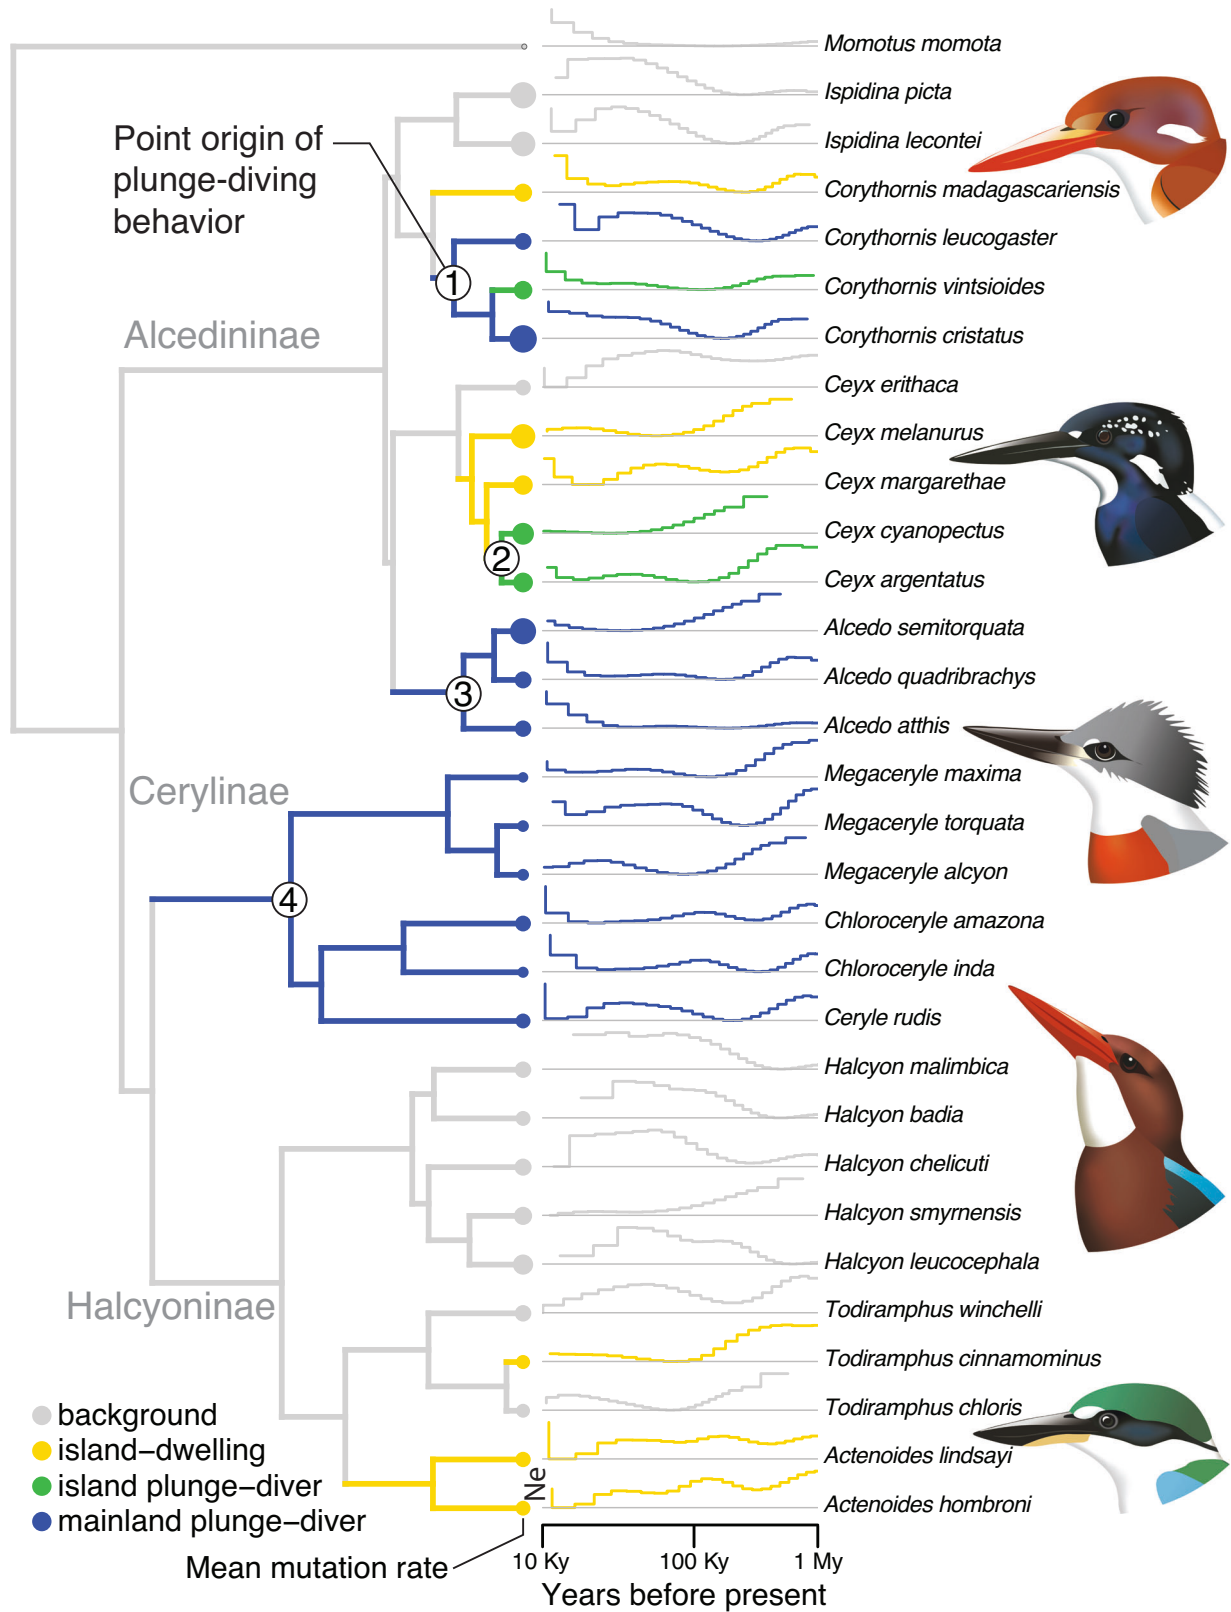 Momotus momota
Ispidina picta
Point origin of
plunge-diving
behavior
Ispidina lecontei
Corythornis madagascariensis
Corythornis leucogaster
1
Corythornis vintsioides
Alcedininae
Corythornis cristatus
Ceyx erithaca
Ceyx melanurus
Ceyx margarethae
Ceyx cyanopectus
2
Ceyx argentatus
Alcedo semitorquata
Alcedo quadribrachys
3
Alcedo atthis
Cerylinae
Megaceryle maxima
Megaceryle torquata
Megaceryle alcyon
4
Chloroceryle amazona
Chloroceryle inda
Ceryle rudis
Halcyon malimbica
Halcyon badia
Halcyon chelicuti
Halcyon smyrnensis
Halcyon leucocephala
Halcyoninae
Todiramphus winchelli
Todiramphus cinnamominus
Todiramphus chloris
Actenoides lindsayi
Actenoides hombroni
background
island−dwelling
island plunge−diver
mainland plunge−diver
Ne
Mean mutation rate
10 Ky 100 Ky 1 My
Years before present